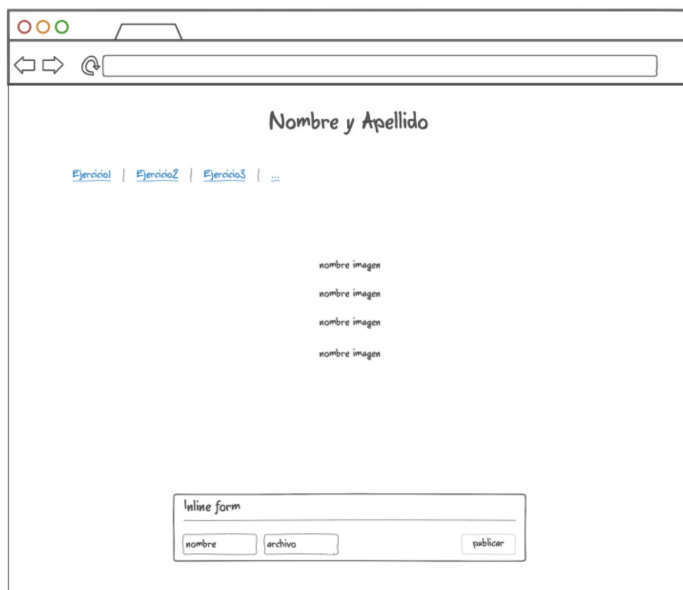 Nombre y Apellido
Ejercicio1 | Ejercicio2 | Ejercicio3 | ...
nombre imagen
nombre imagen
nombre imagen
nombre imagen
Inline form
nombre archivo publicar